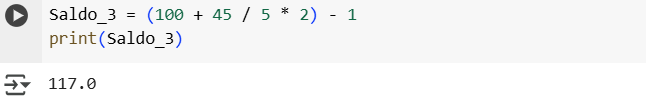 Saldo_3 = (100 + 45 / 5 * 2) - 1
print(Saldo_3)
117.0